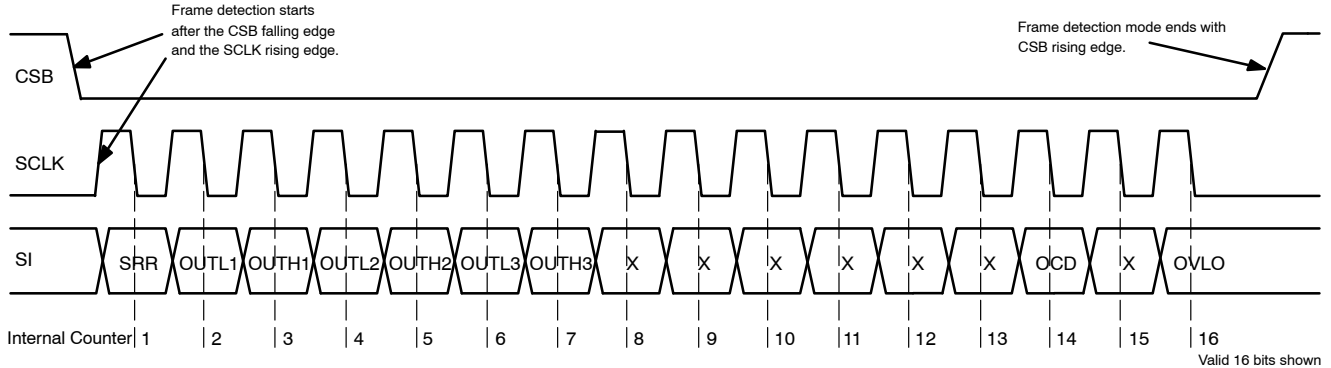 Frame detection starts
after the CSB falling edge
and the SCLK rising edge.
Frame detection mode ends with
CSB rising edge.
CSB
SCLK
SI SRR OUTL1 OUTH1 OUTL2 OUTH2 OUTL3 OUTH3 X X X X X X OCD X OVLO
Internal Counter 1 2 3 4 5 6 7 8 9 10 11 12 13 14 15 16
Valid 16 bits shown